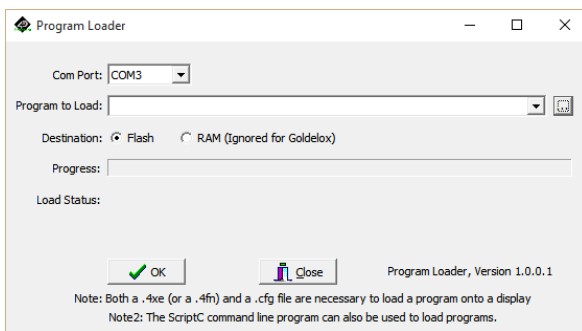 Program Loader
Com Port: COM3
Program to Load:
Destination: Flash RAM (Ignored for Goldelox)
Progress:
Load Status:
OK Close Program Loader, Version 1.0.0.1
Note: Both a .4xe (or a .4fn) and a .cfg file are necessary to load a program onto a display
Note2: The ScriptC command line program can also be used to load programs.